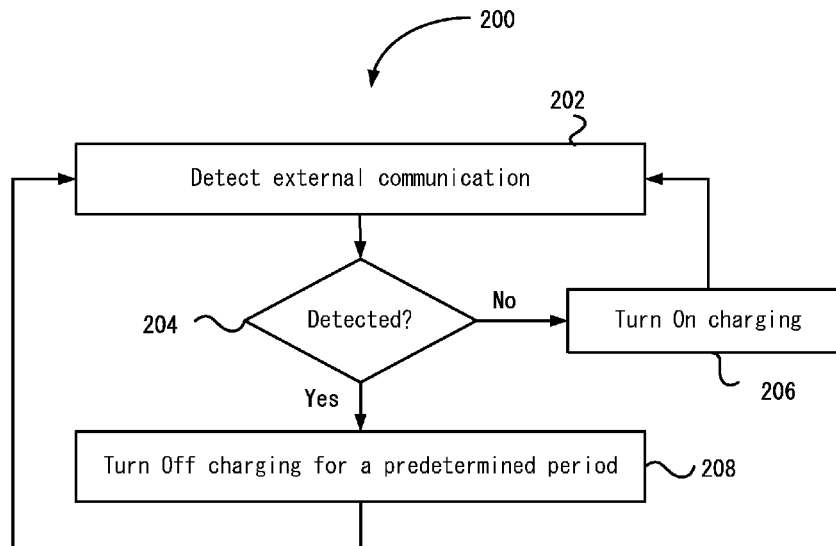 200
202
Detect external communication
204
Detected?
No
Turn On charging
206
Yes
Turn Off charging for a predetermined period
208